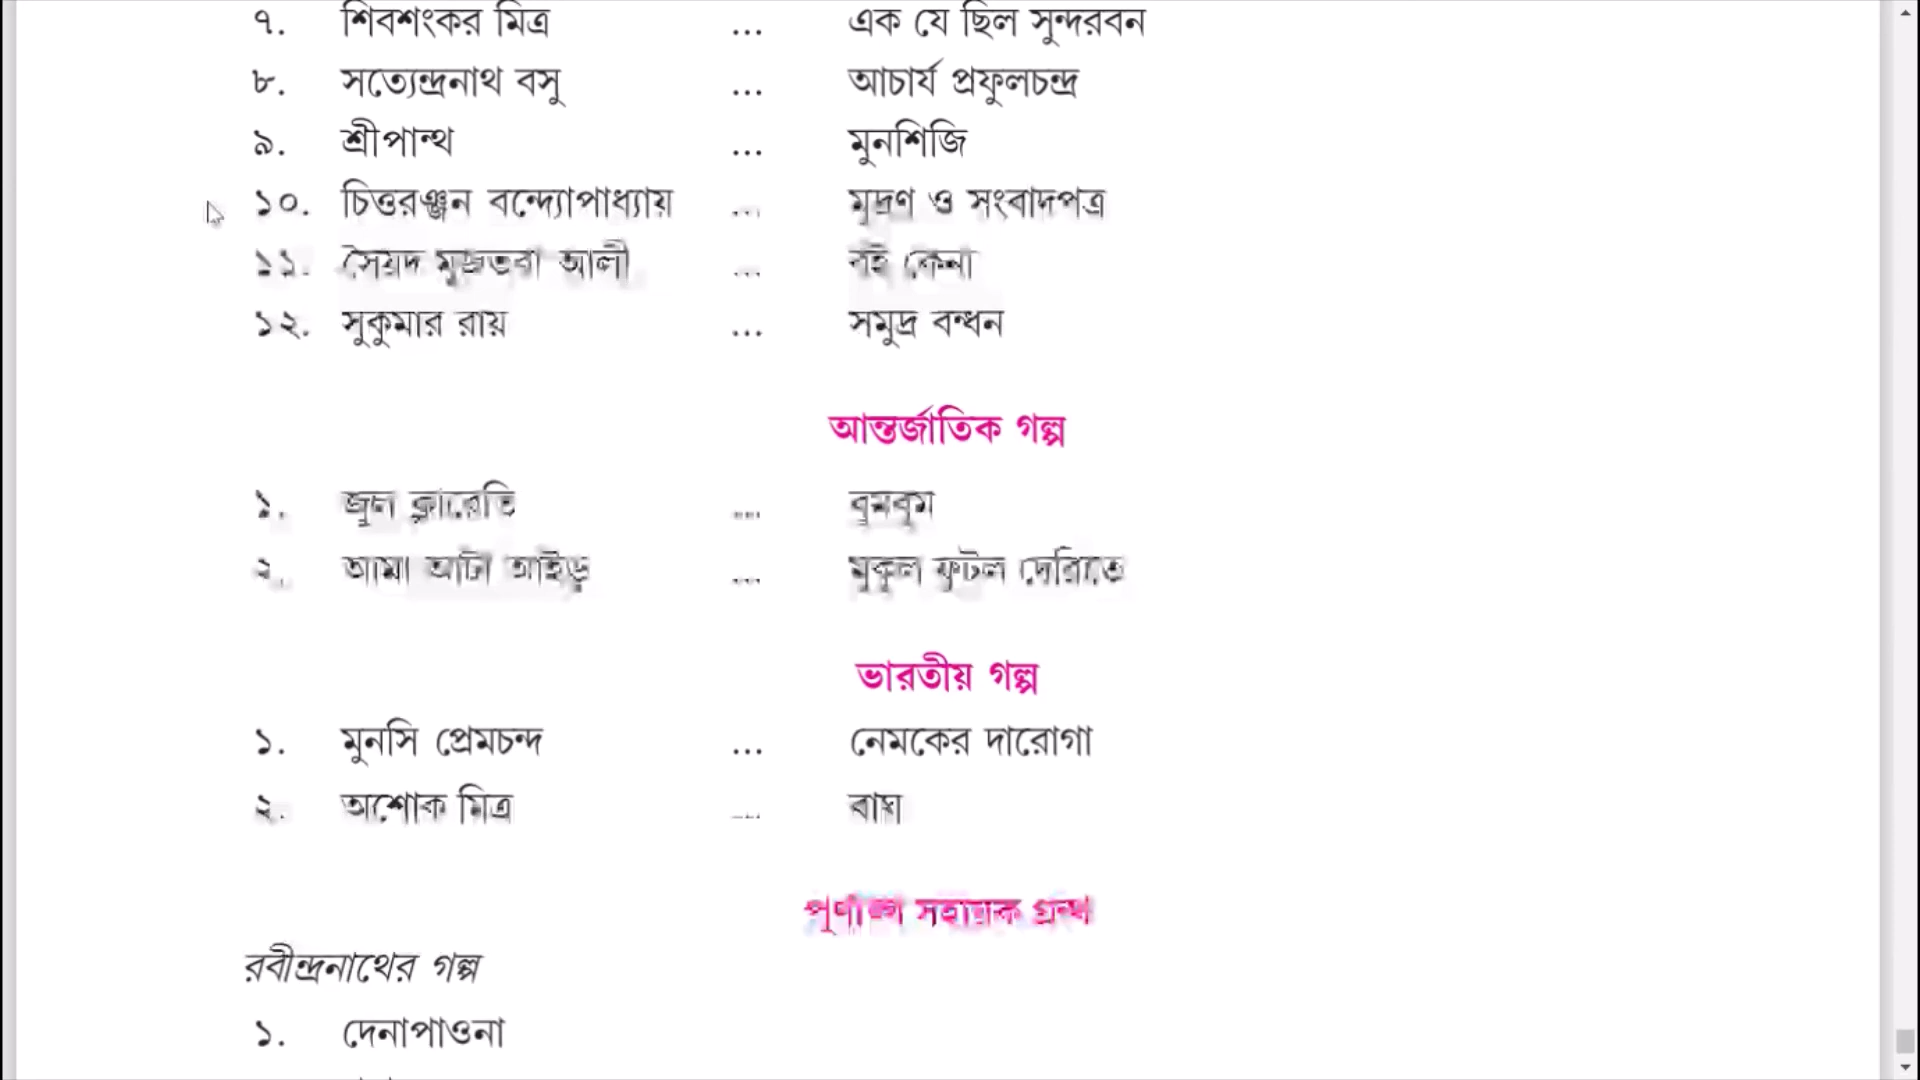 ৭. শিবশংকর মিত্র ... এক যে ছিল সুন্দরবন
৮. সত্যেন্দ্রনাথ বসু ... আচার্য প্রফুলচন্দ্র
৯. শ্রীপান্থ ... মুনশিজি
১০. চিত্তরঞ্জন বন্দ্যোপাধ্যায় ... মুদ্রণ ও সংবাদপত্র
১১. সৈয়দ মুজতবা আলী ... বই কেনা
১২. সুকুমার রায় ... সমুদ্র বন্ধন
আন্তর্জাতিক গল্প
১. জুল ক্লারেতি ... বুমবুম
২. আমা আটা আইডু ... মুকুল ফুটল দেরিতে
ভারতীয় গল্প
১. মুনসি প্রেমচন্দ ... নেমকের দারোগা
২. অশোক মিত্র ... বাঘ
পূর্ণাঙ্গ সহায়ক গ্রন্থ
রবীন্দ্রনাথের গল্প
১. দেনাপাওনা